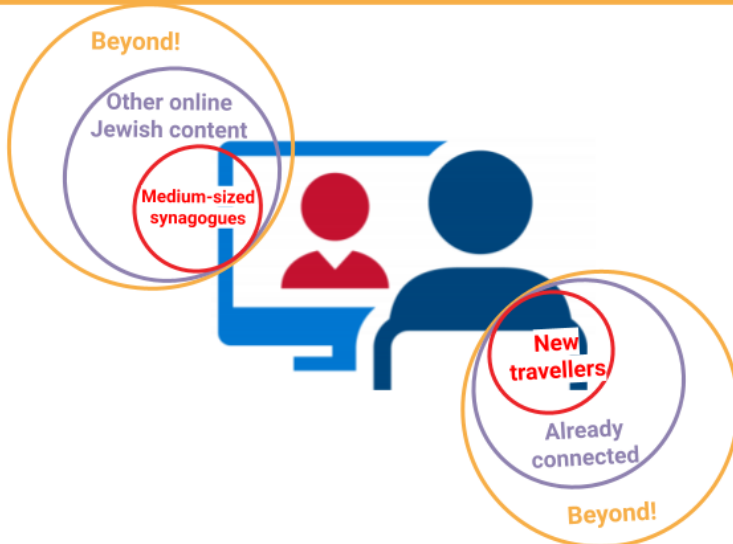 Beyond!
Other online
Jewish content
Medium-sized
synagogues
New
travellers
Already
connected
Beyond!